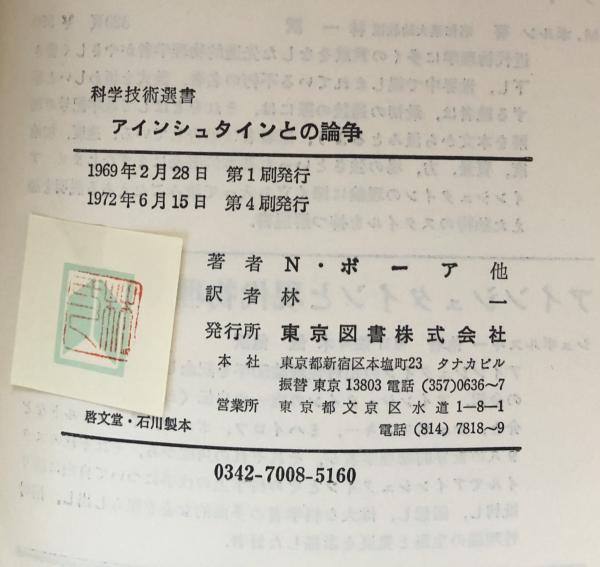 科学技術選書
アインシュタインとの論争
1969年2月28日 第1刷発行
1972年6月15日 第4刷発行
著者 N・ボーア 他
訳者 林 一
発行所 東京図書株式会社
本社 東京都新宿区本塩町23 タナカビル
振替 東京 13803 電話 (357)0636~7
営業所 東京都文京区水道1-8-1
電話 (814) 7818~9
啓文堂・石川製本
0342-7008-5160